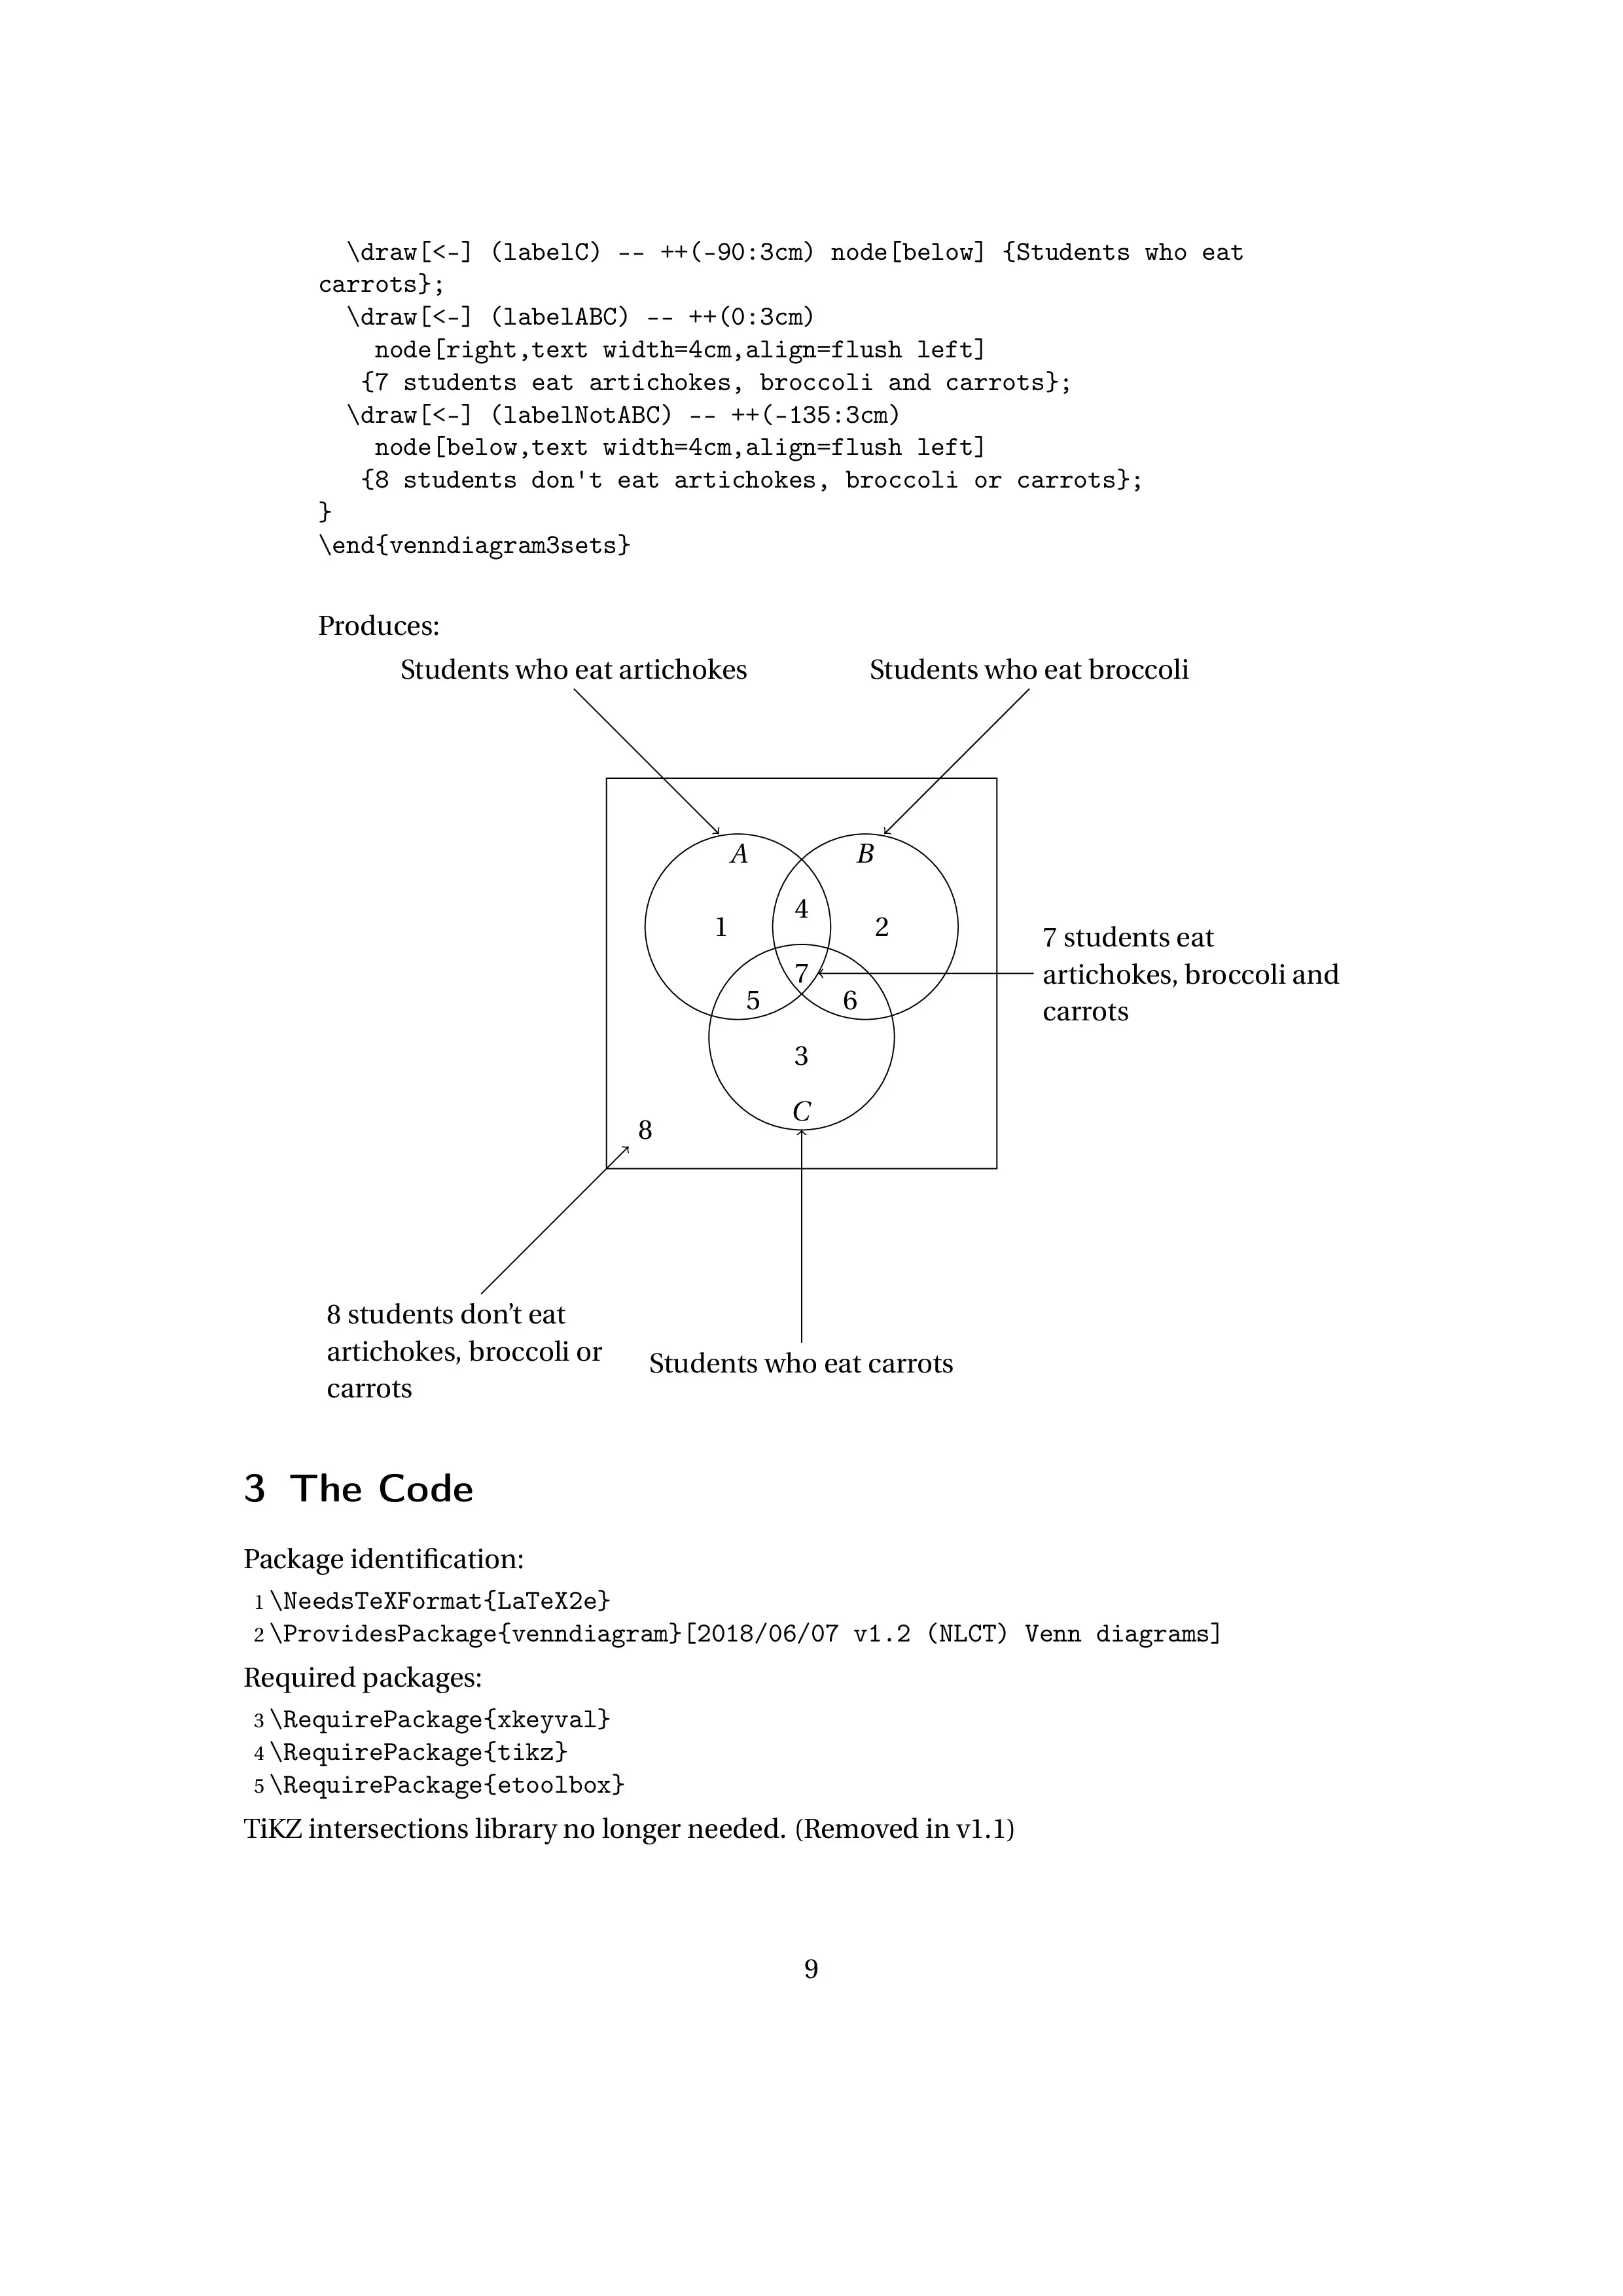 \draw[<-] (labelC) -- ++(-90:3cm) node[below] {Students who eat
carrots};
\draw[<-] (labelABC) -- ++(0:3cm)
node[right,text width=4cm,align=flush left]
{7 students eat artichokes, broccoli and carrots};
\draw[<-] (labelNotABC) -- ++(-135:3cm)
node[below,text width=4cm,align=flush left]
{8 students don't eat artichokes, broccoli or carrots};
}
\end{venndiagram3sets}
Produces:
Students who eat artichokes
Students who eat broccoli
A
B
4
1
2
7 students eat
artichokes, broccoli and
carrots
7
5
6
3
C
8
8 students don’t eat
artichokes, broccoli or
carrots
Students who eat carrots
3 The Code
Package identification:
1 \NeedsTeXFormat{LaTeX2e}
2 \ProvidesPackage{venndiagram}[2018/06/07 v1.2 (NLCT) Venn diagrams]
Required packages:
3 \RequirePackage{xkeyval}
4 \RequirePackage{tikz}
5 \RequirePackage{etoolbox}
TiKZ intersections library no longer needed. (Removed in v1.1)
9